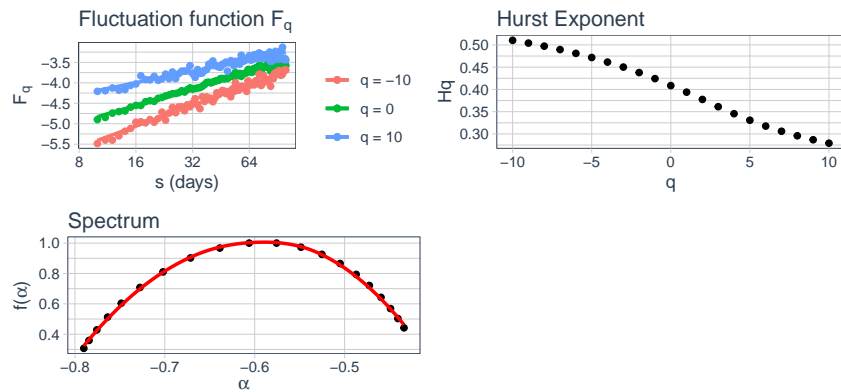 Fluctuation function Fq
Fq
−3.5
−4.0
−4.5
−5.0
−5.5
8
16
32
64
s (days)
q = −10
q = 0
q = 10
Hurst Exponent
Hq
0.50
0.45
0.40
0.35
0.30
−10
−5
0
5
10
q
Spectrum
f(α)
1.0
0.8
0.6
0.4
−0.8
−0.7
−0.6
−0.5
α